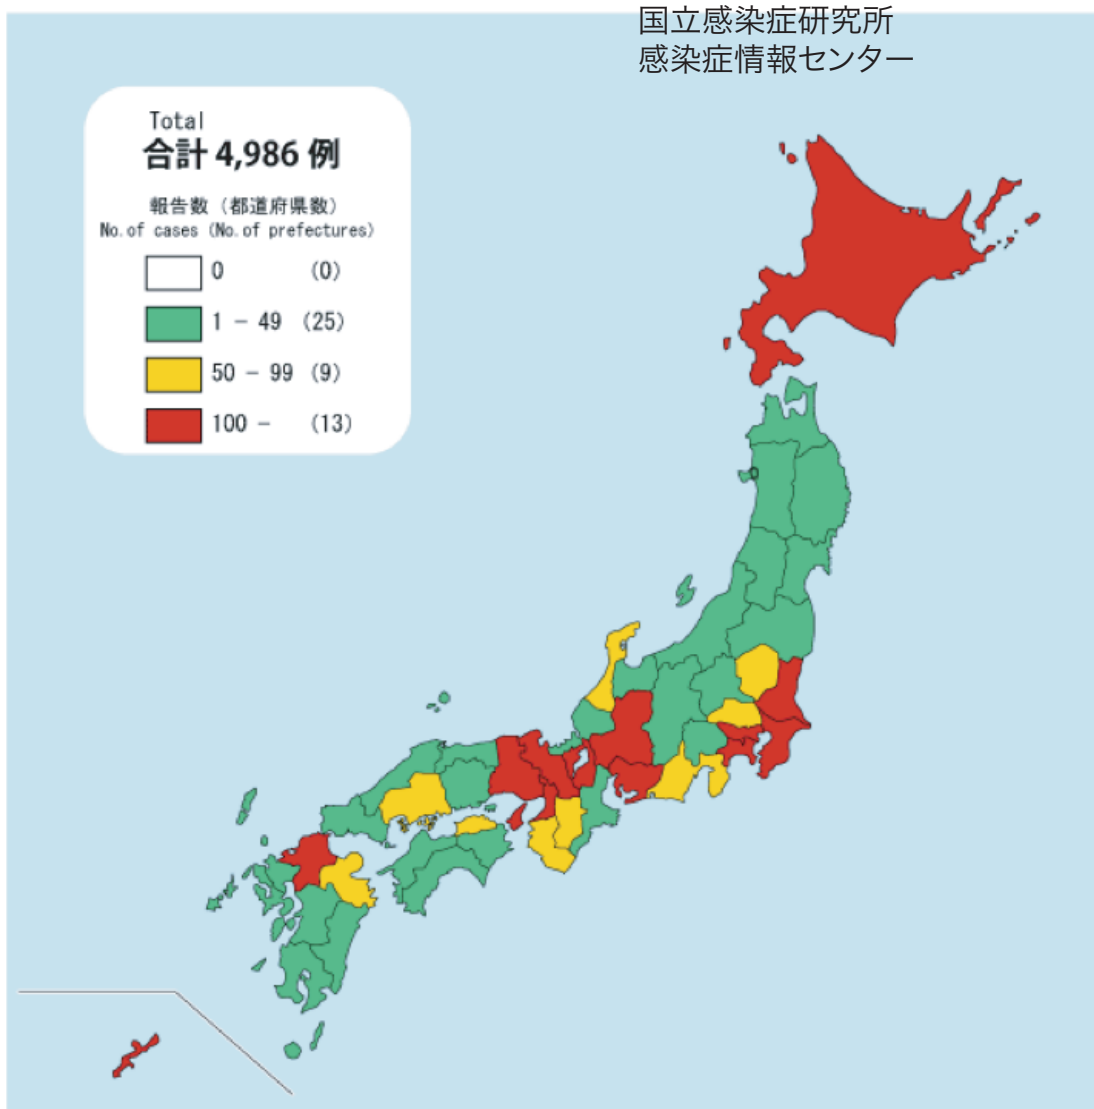 国立感染症研究所
感染症情報センター
Total
合計 4,986 例
報告数（都道府県数）
No.of cases (No.of prefectures)
0 (0)
1 - 49 (25)
50 - 99 (9)
100 - (13)